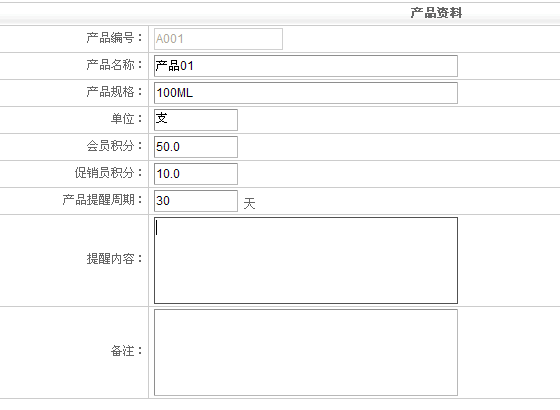 产品资料
产品编号： A001
产品名称： 产品01
产品规格： 100ML
单位： 支
会员积分： 50.0
促销员积分： 10.0
产品提醒周期： 30 天
提醒内容：
备注：